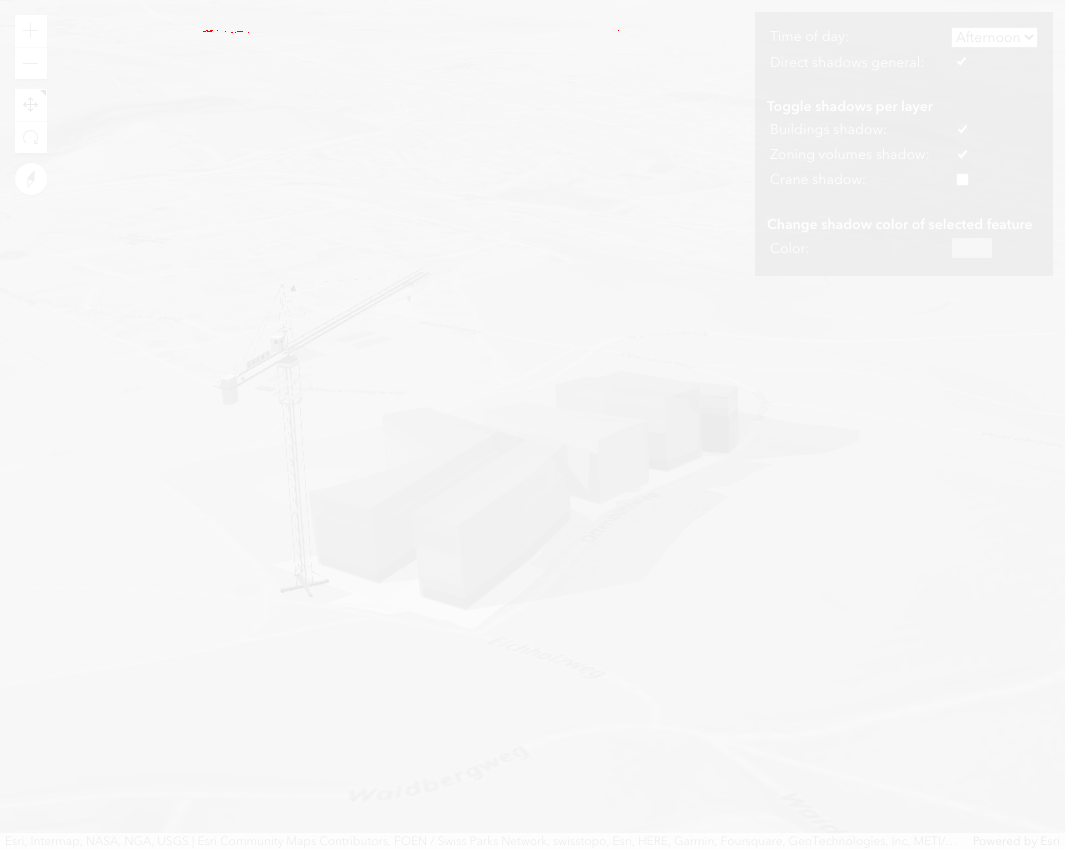 Time of day:
Afternoon
Direct shadows general:
Toggle shadows per layer
Buildings shadow:
Zoning volumes shadow:
Crane shadow:
Change shadow color of selected feature
Color:
Eichhörnliweg
Waldbergweg
Esri, Intermap, NASA, NGA, USGS | Esri Community Maps Contributors, FOEN / Swiss Parks Network, swisstopo, Esri, HERE, Garmin, Foursquare, GeoTechnologies, Inc, METI/
Powered by Esri